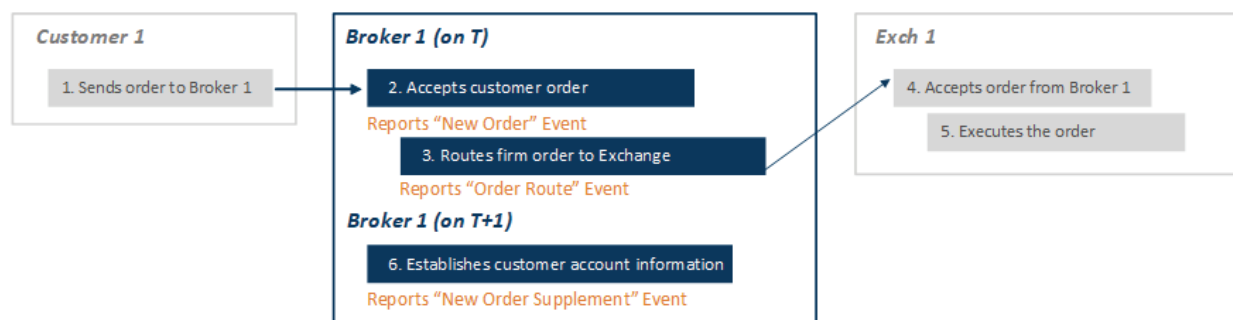 Customer 1
1. Sends order to Broker 1
Broker 1 (on T)
2. Accepts customer order
Reports “New Order” Event
3. Routes firm order to Exchange
Reports “Order Route” Event
Broker 1 (on T+1)
6. Establishes customer account information
Reports “New Order Supplement” Event
Exch 1
4. Accepts order from Broker 1
5. Executes the order